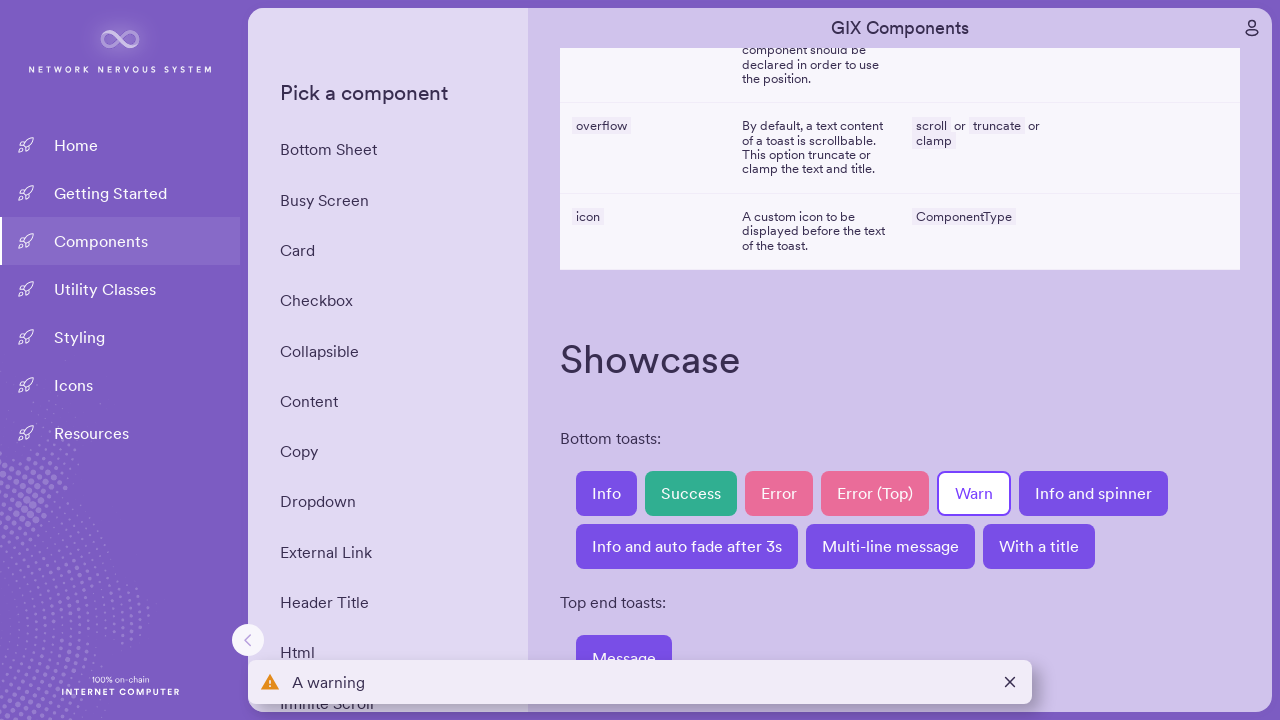 NETWORK NERVOUS SYSTEM
Home
Getting Started
Components
Utility Classes
Styling
Icons
Resources
100% on-chain
INTERNET COMPUTER
Pick a component
Bottom Sheet
Busy Screen
Card
Checkbox
Collapsible
Content
Copy
Dropdown
External Link
Header Title
Html
Infinite Scroll
GIX Components
component should be
declared in order to use
the position.
overflow
By default, a text content
of a toast is scrollable.
This option truncate or
clamp the text and title.
scroll or truncate or
clamp
icon
A custom icon to be
displayed before the text
of the toast.
ComponentType
Showcase
Bottom toasts:
Info Success Error Error (Top) Warn Info and spinner
Info and auto fade after 3s Multi-line message With a title
Top end toasts:
Message
A warning